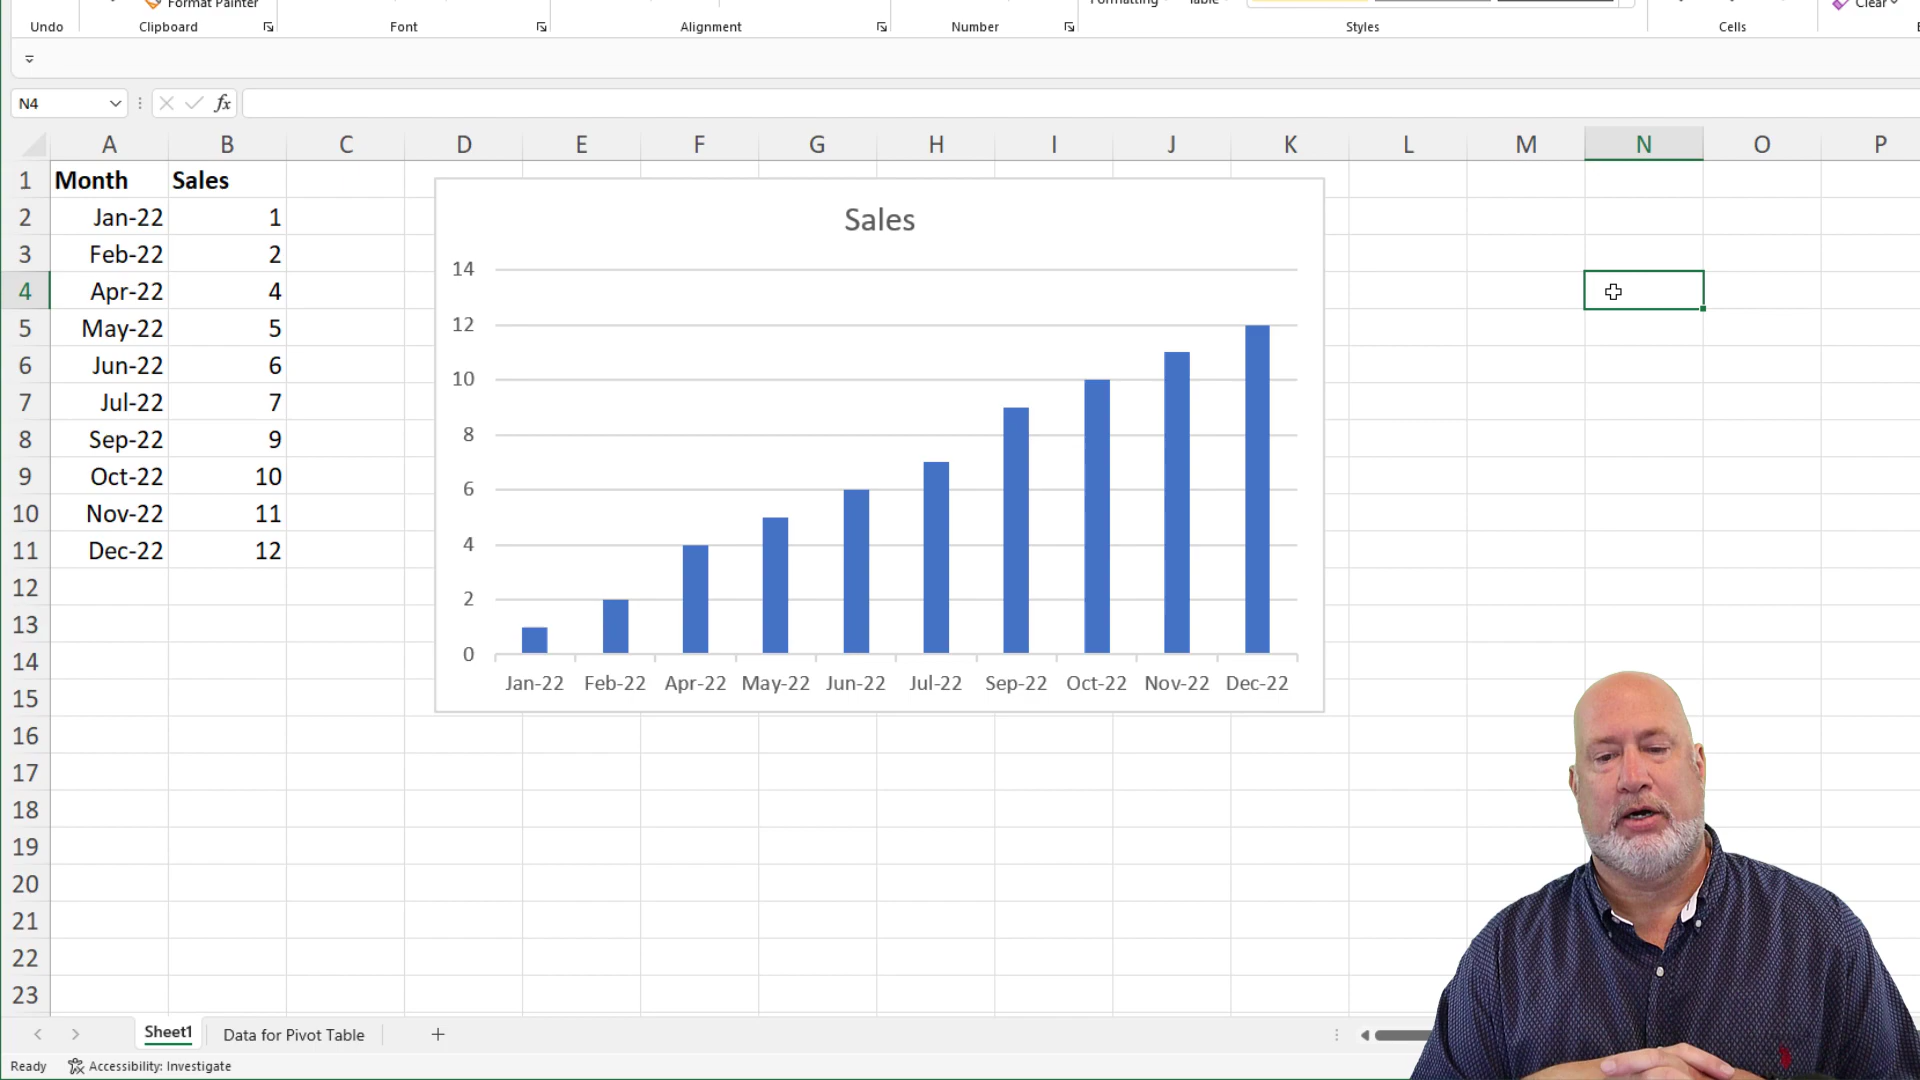 Format Painter
Formatting Table Clear
Undo Clipboard Font Alignment Number Styles Cells
N4 fx
A B C D E F G H I J K L M N O P
1 Month Sales
2 Jan-22 1
3 Feb-22 2
4 Apr-22 4
5 May-22 5
6 Jun-22 6
7 Jul-22 7
8 Sep-22 9
9 Oct-22 10
10 Nov-22 11
11 Dec-22 12
12
13
14
15
16
17
18
19
20
21
22
23
Sales
14
12
10
8
6
4
2
0
Jan-22 Feb-22 Apr-22 May-22 Jun-22 Jul-22 Sep-22 Oct-22 Nov-22 Dec-22
Sheet1 Data for Pivot Table
Ready Accessibility: Investigate